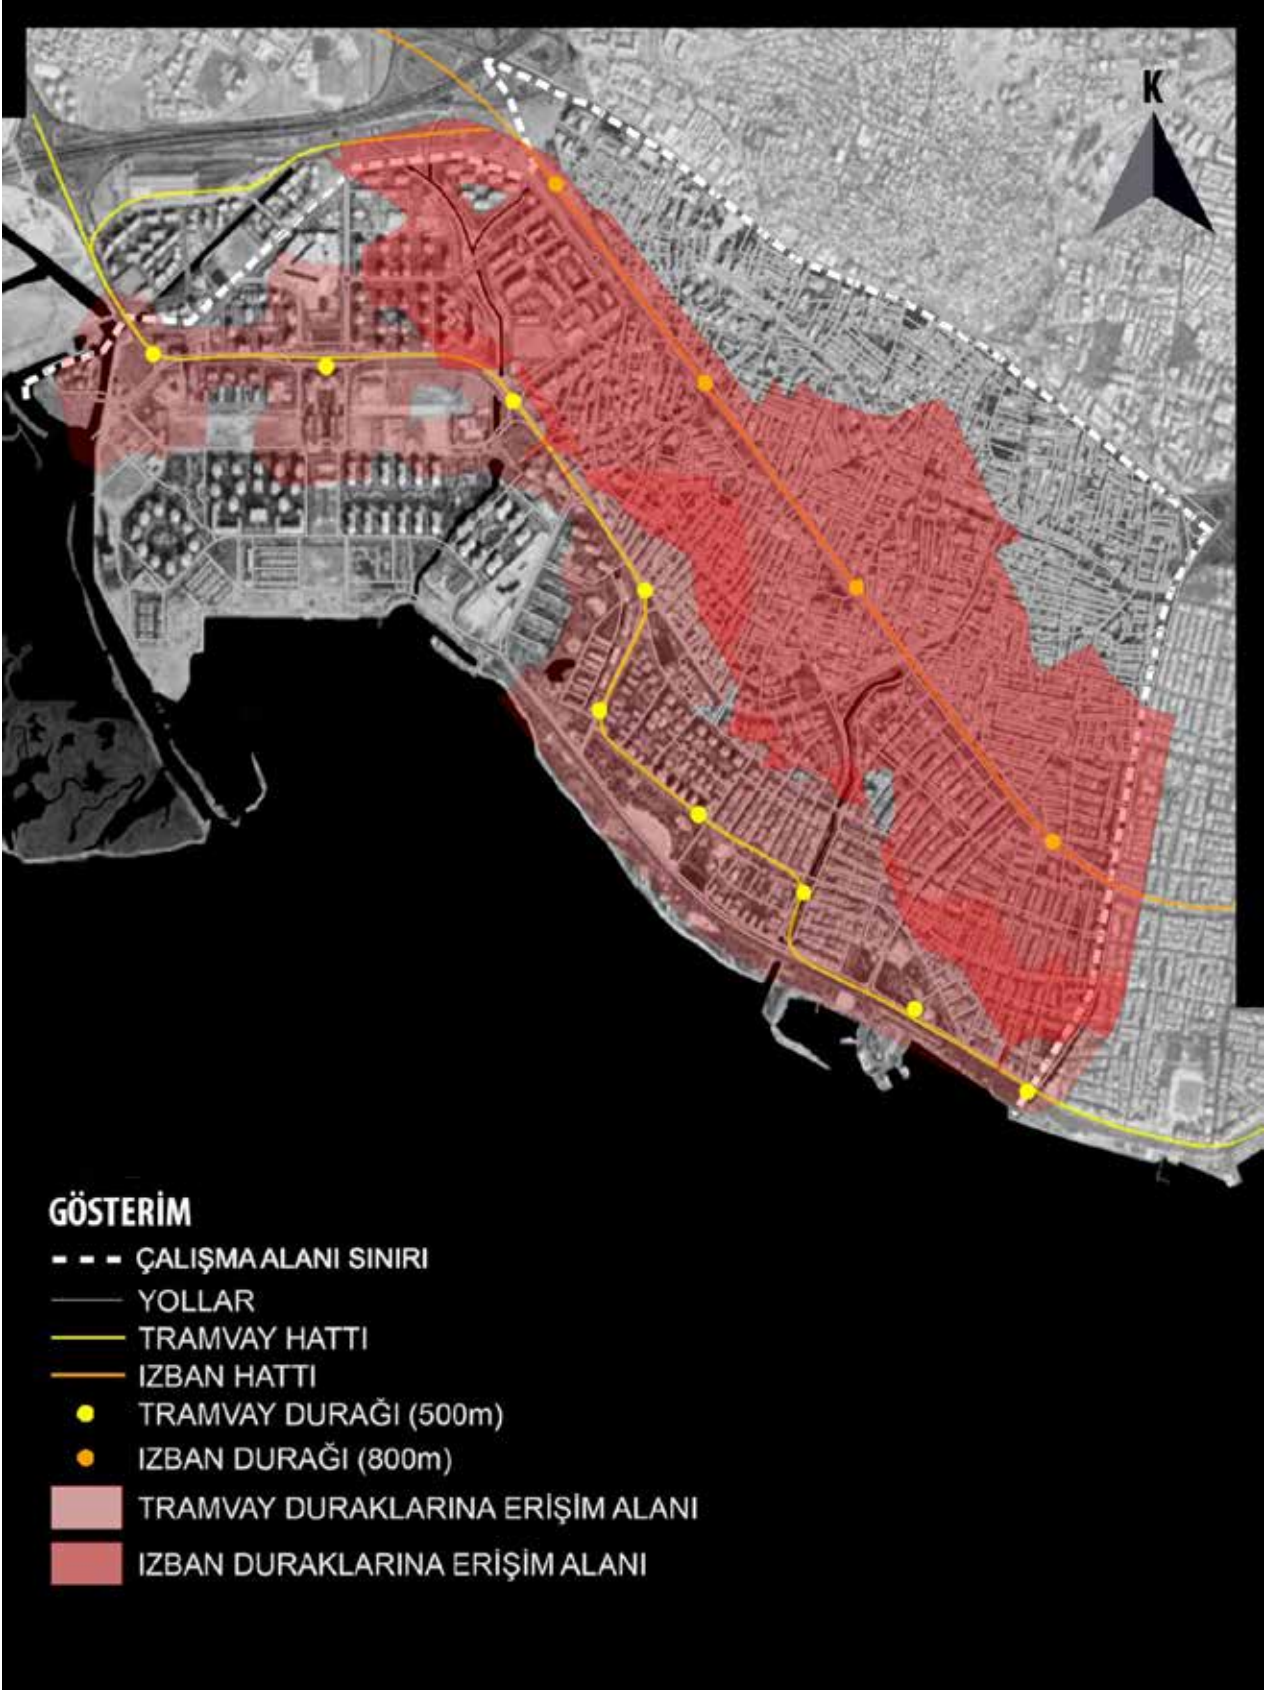 K
GÖSTERİM
ÇALIŞMA ALANI SINIRI
YOLLAR
TRAMVAY HATTI
IZBAN HATTI
TRAMVAY DURAĞI (500m)
IZBAN DURAĞI (800m)
TRAMVAY DURAKLARINA ERİŞİM ALANI
IZBAN DURAKLARINA ERİŞİM ALANI